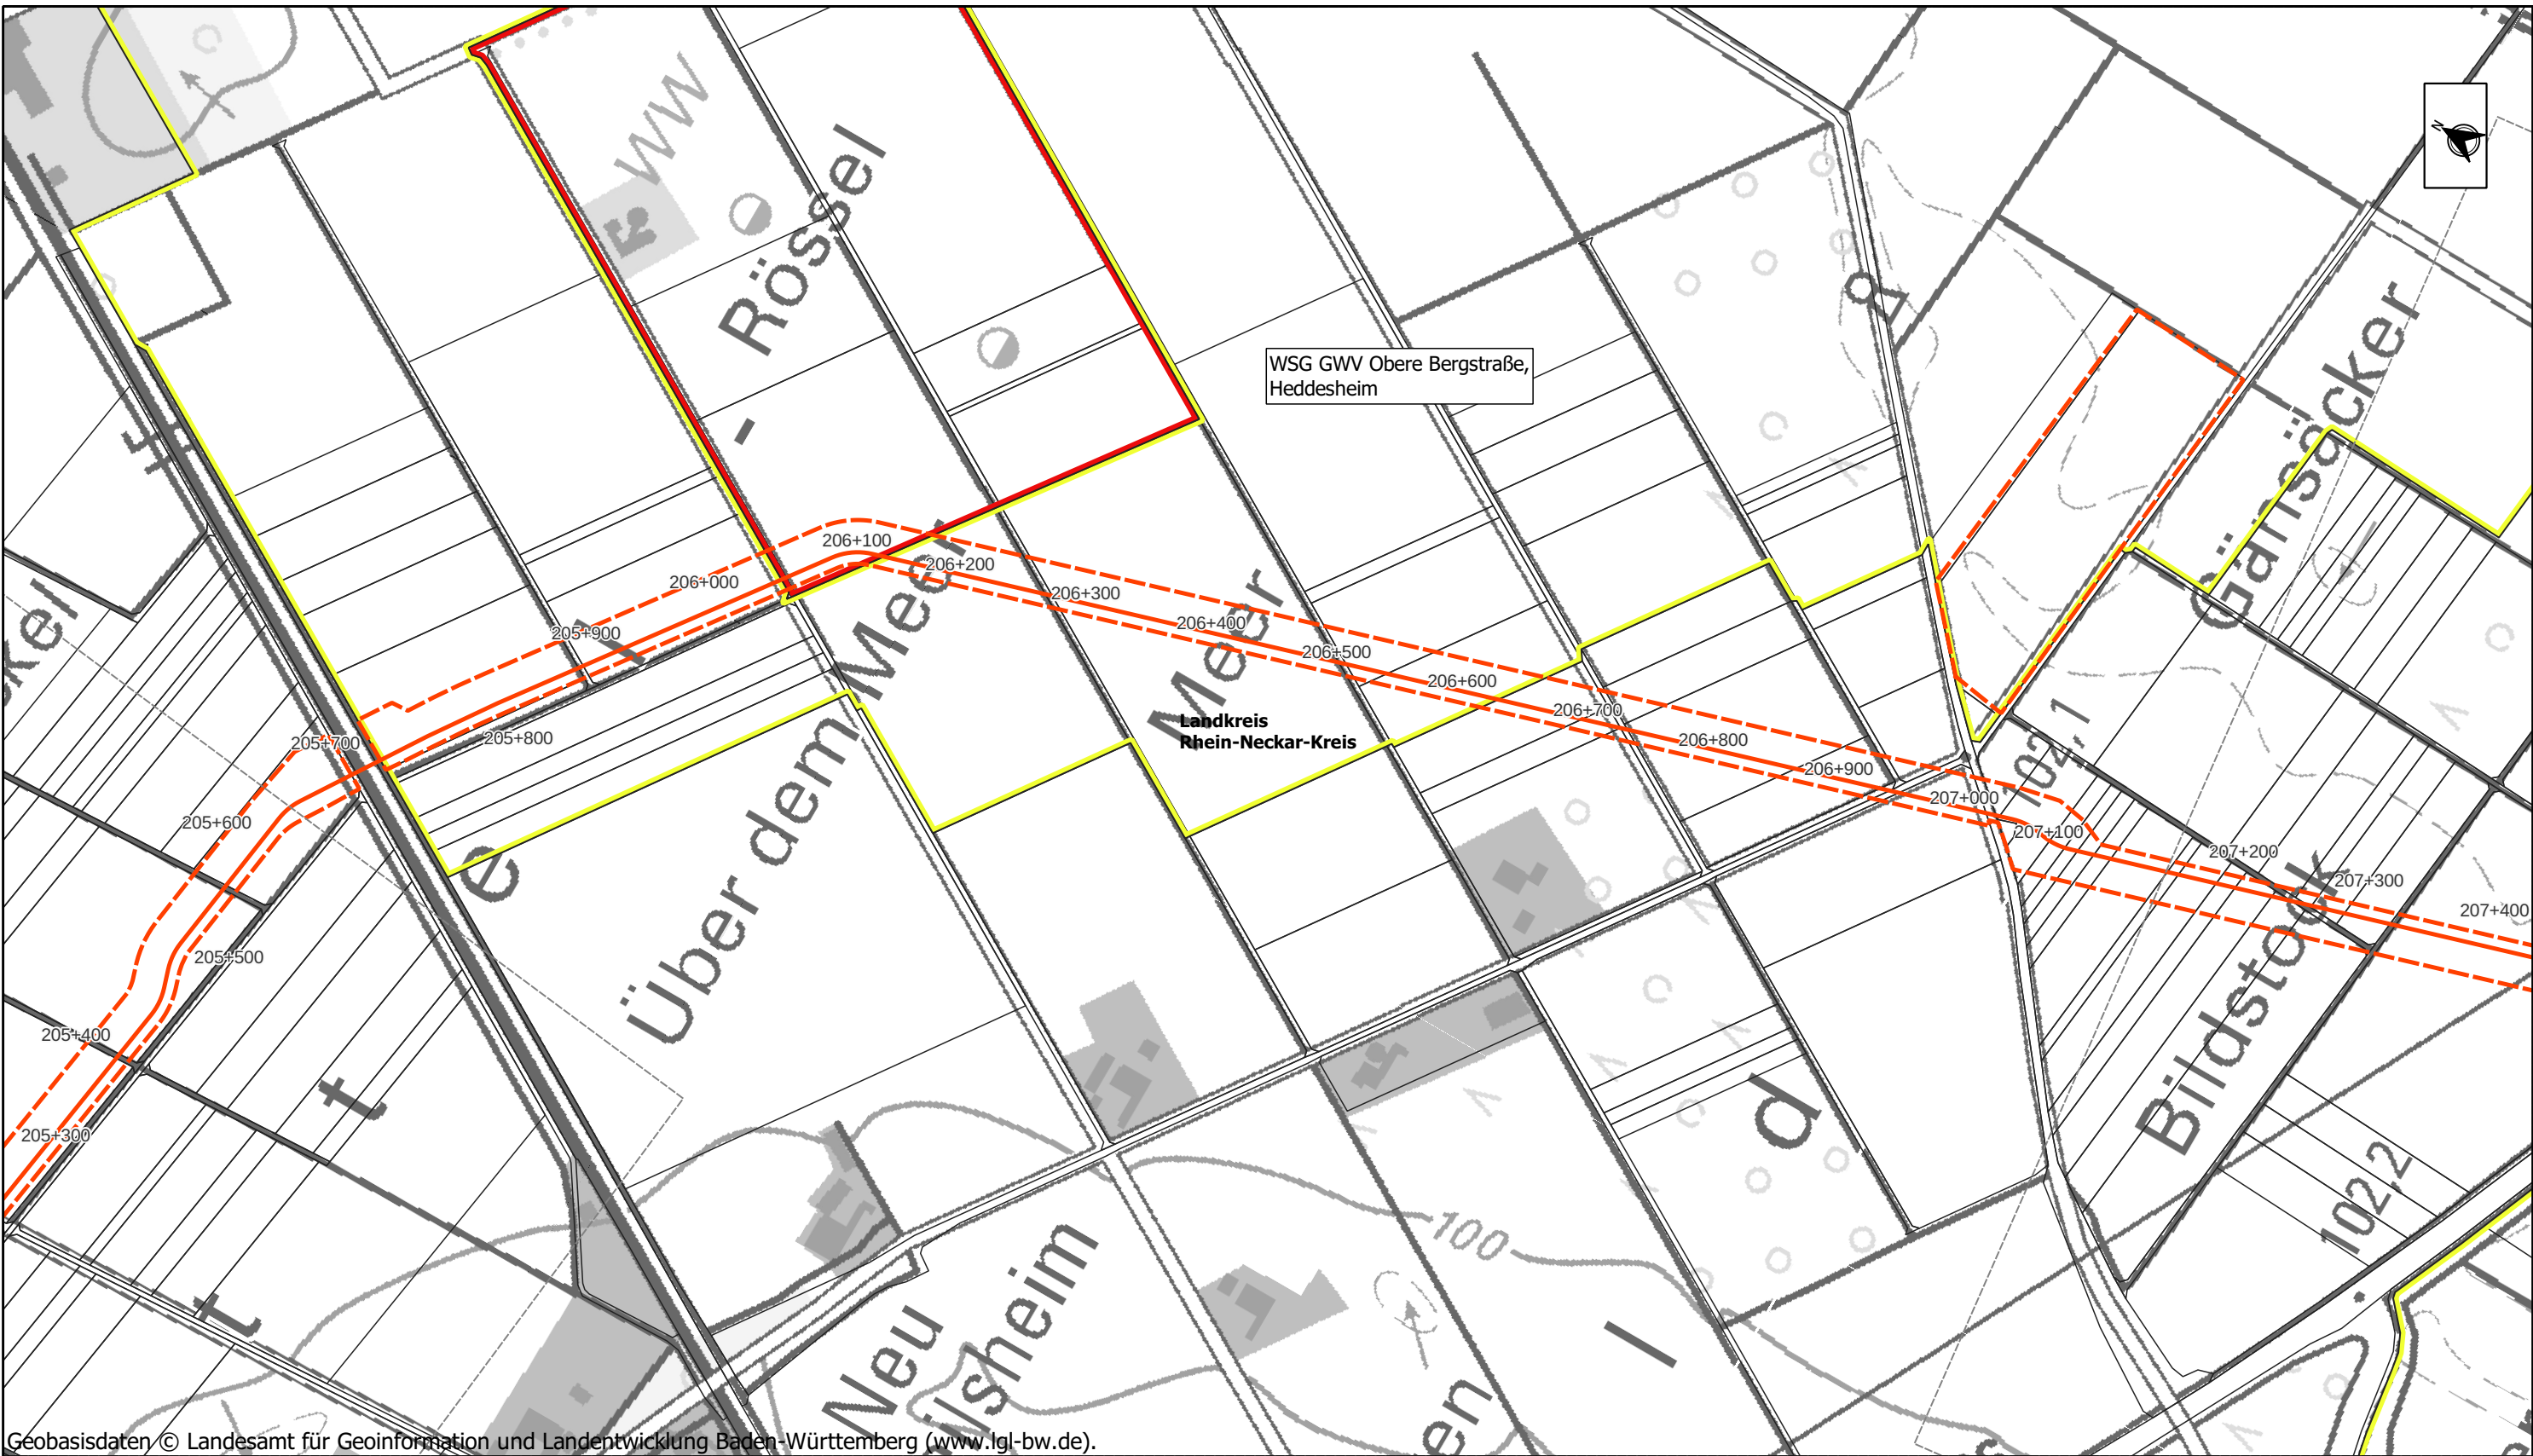 WW
Rössel
N
WSG GWV Obere Bergstraße,
Heddesheim
Gänsäcker
206+100
206+200
206+000
206+300
205+900
206+400
206+500
206+600
206+700
Über dem Meer
Meer
Landkreis
Rhein-Neckar-Kreis
205+700
205+800
206+800
206+900
207+000
102,1
207+100
205+600
207+200
207+300
207+400
205+500
e
205+400
Bildstock
t
d
205+300
102,2
100
t
l
Neu
en
Geobasisdaten © Landesamt für Geoinformation und Landentwicklung Baden-Württemberg (www.lgl-bw.de).